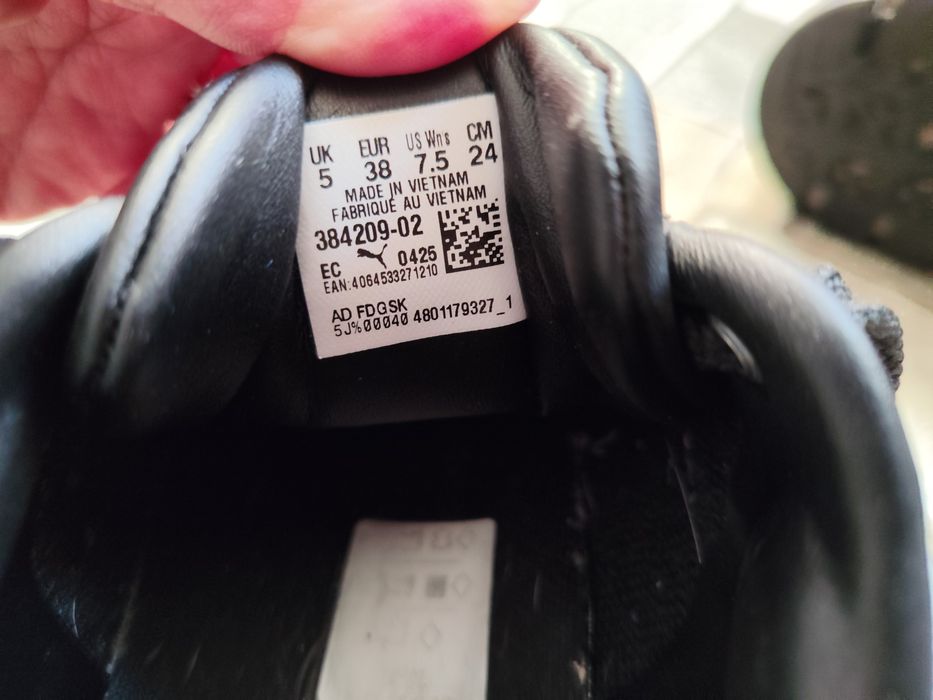 UK EUR US Wn's CM
5 38 7.5 24
MADE IN VIETNAM
FABRIQUÉ AU VIETNAM
384209-02
EC 0425
EAN:4064533271210
AD FDGSK
5J%00040 4801179327_1